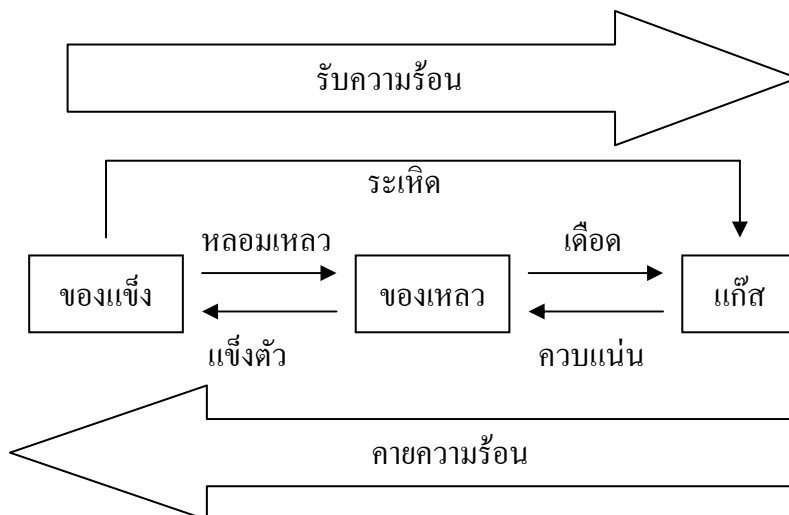 รับความร้อน
ระเหิด
หลอมเหลว
เดือด
ของแข็ง
ของเหลว
แก๊ส
แข็งตัว
ควบแน่น
คายความร้อน